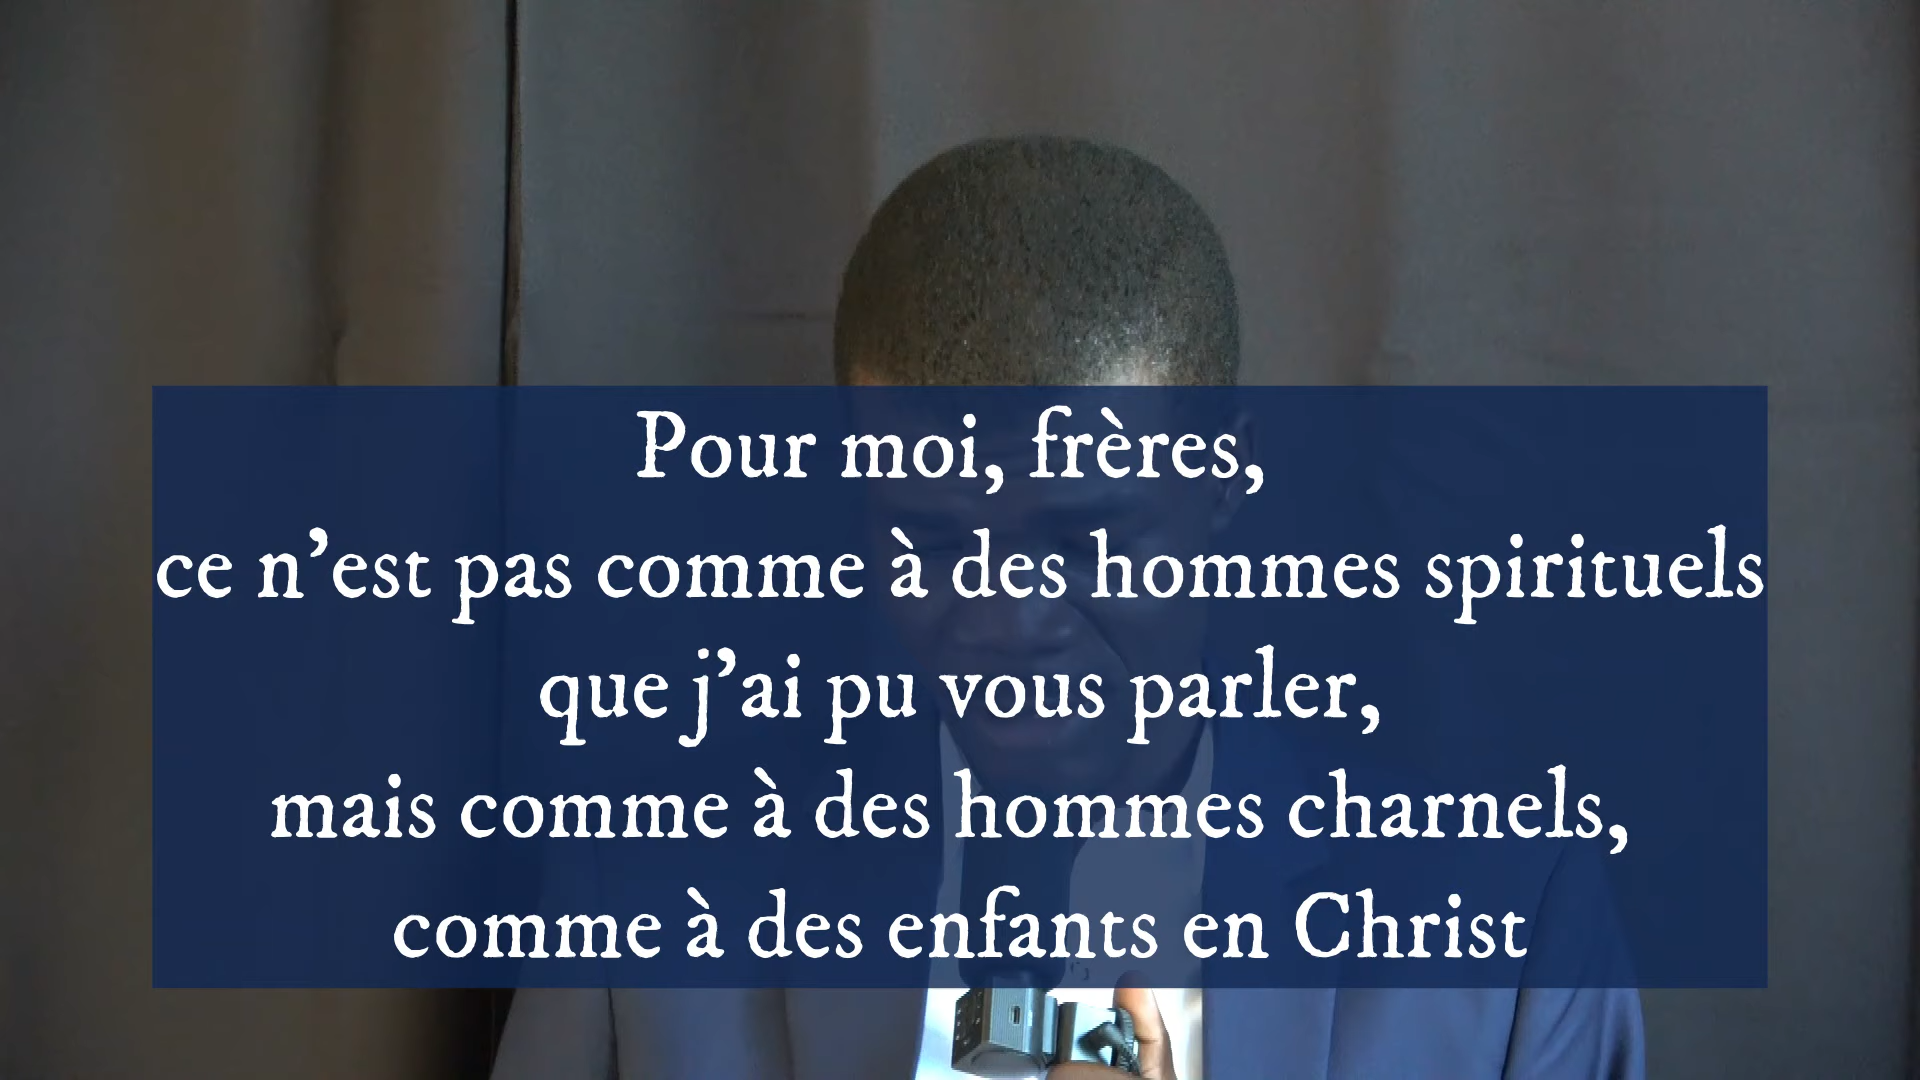 Pour moi, frères,
ce n’est pas comme à des hommes spirituels
que j’ai pu vous parler,
mais comme à des hommes charnels,
comme à des enfants en Christ